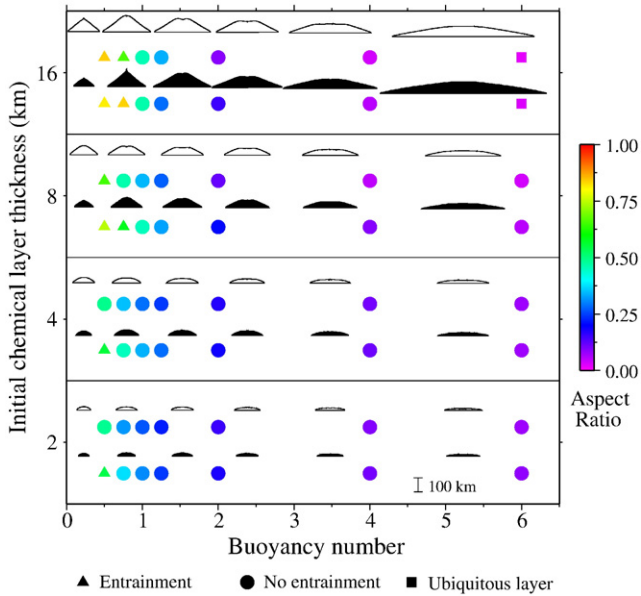 Initial chemical layer thickness (km)
16
8
4
2
100 km
0 1 2 3 4 5 6
Buoyancy number
1.00
0.75
0.50
0.25
0.00
Aspect
Ratio
Entrainment No entrainment Ubiquitous layer